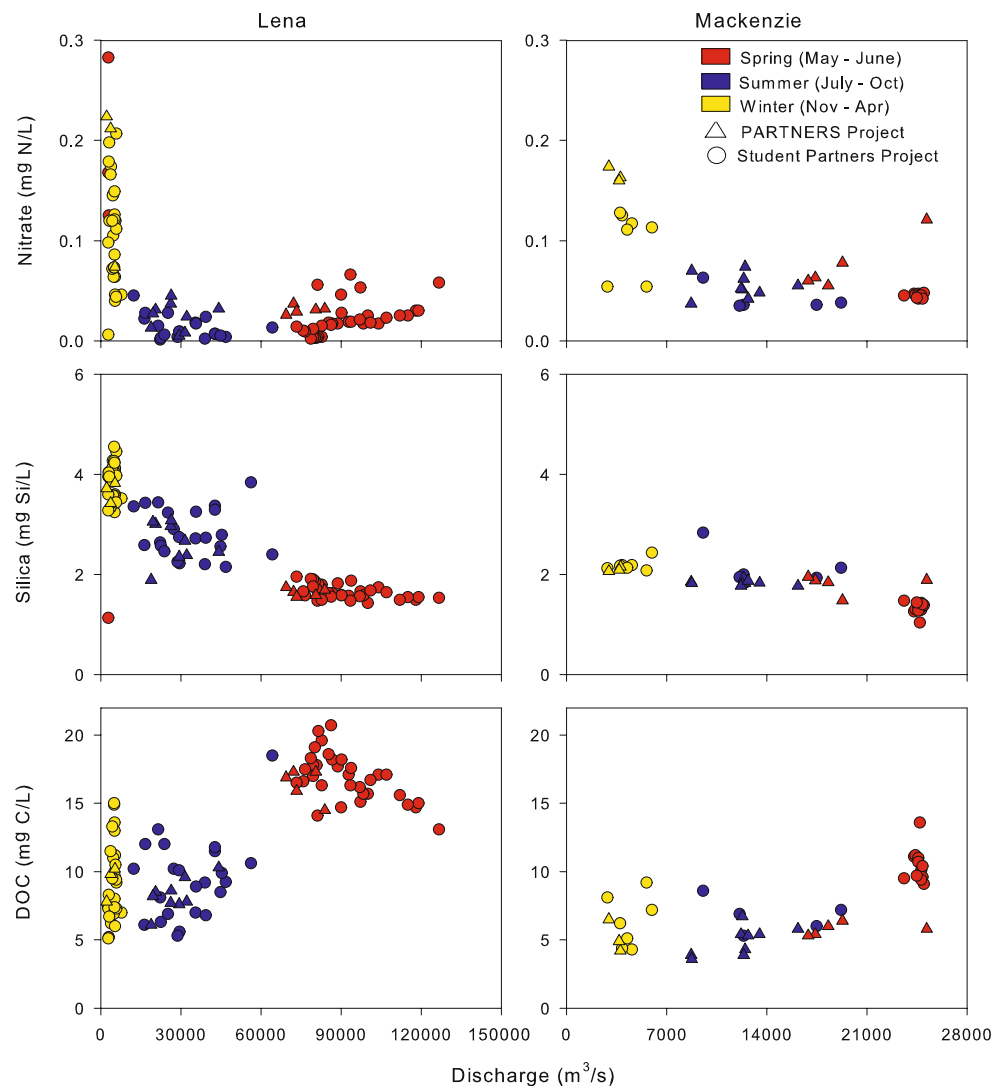 Lena
Mackenzie
Nitrate (mg N/L)
0.3
0.2
0.1
0.0
Spring (May - June)
Summer (July - Oct)
Winter (Nov - Apr)
PARTNERS Project
Student Partners Project
Silica (mg Si/L)
6
4
2
0
6
4
2
0
DOC (mg C/L)
20
15
10
5
0
20
15
10
5
0
0 30000 60000 90000 120000 150000
0 7000 14000 21000 28000
0.3
0.2
0.1
0.0
Discharge (m³/s)